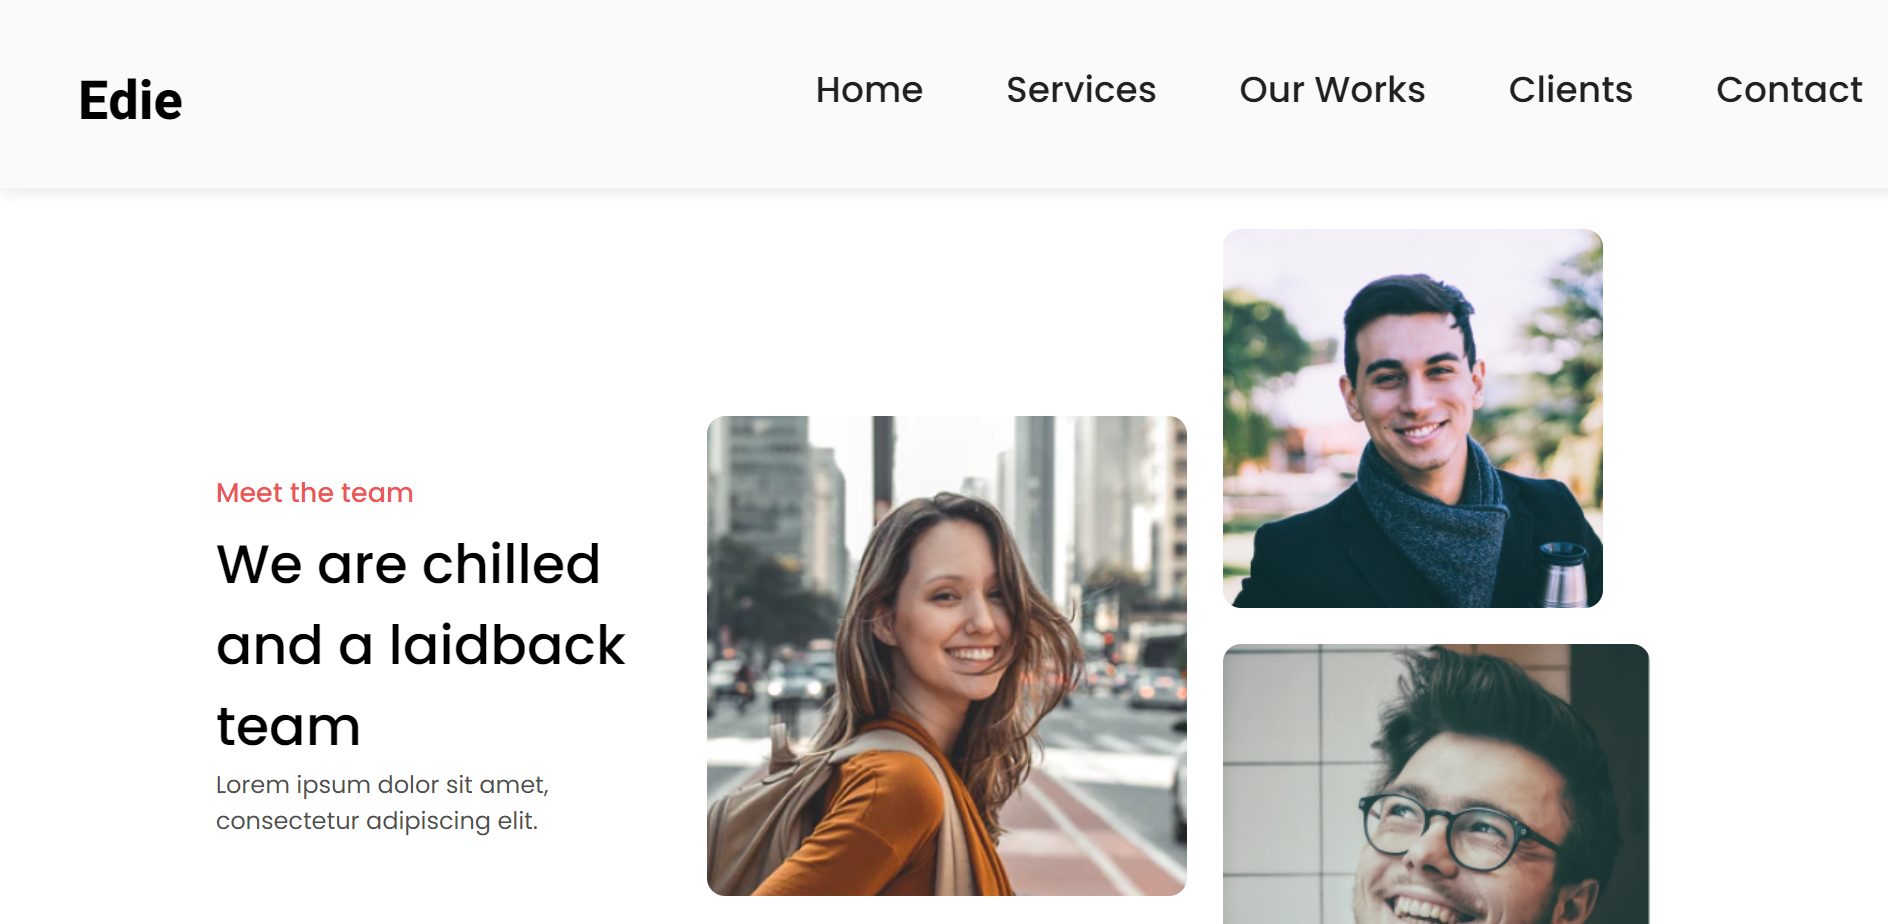 Edie
Home
Services
Our Works
Clients
Contact
Meet the team
We are chilled
and a laidback
team
Lorem ipsum dolor sit amet,
consectetur adipiscing elit.